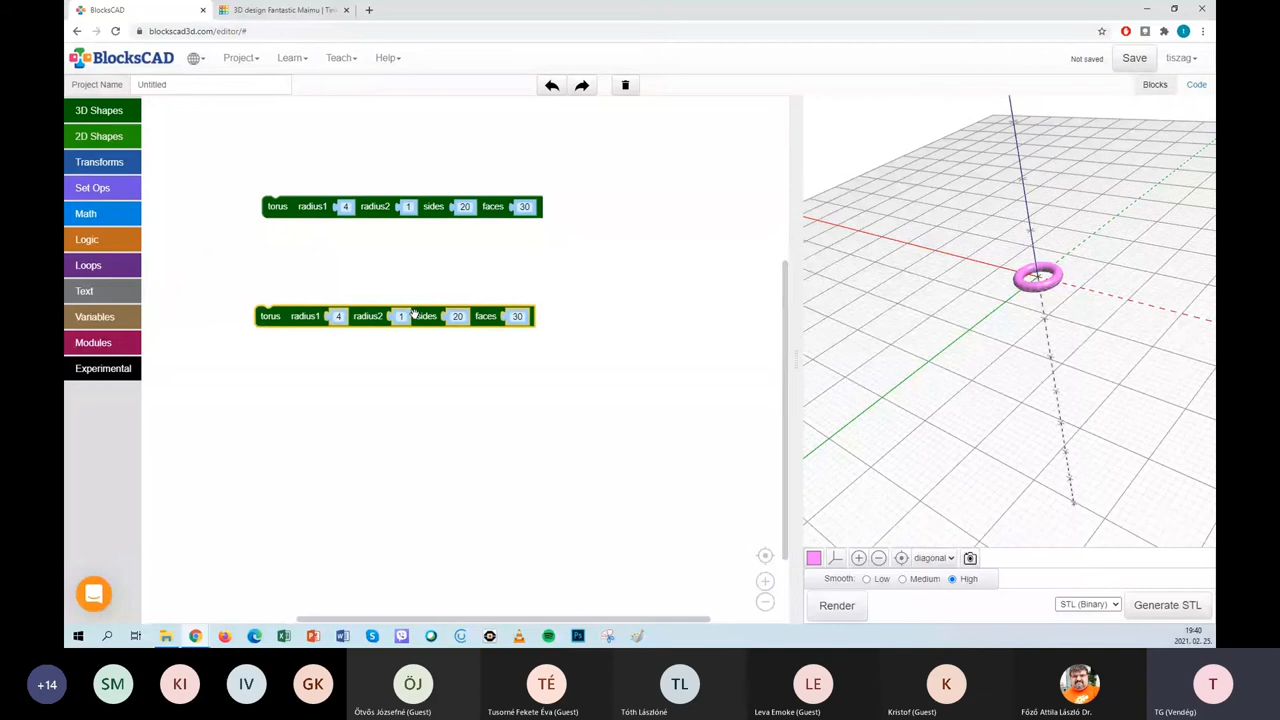 BlocksCAD
3D design Fantastic Maimu | Tin
blockscad3d.com/editor/#
BlocksCAD
Project
Learn
Teach
Help
Not saved
Save
tiszag
Project Name
Untitled
Blocks
Code
3D Shapes
2D Shapes
Transforms
Set Ops
Math
Logic
Loops
Text
Variables
Modules
Experimental
torus radius1 4 radius2 1 sides 20 faces 30
torus radius1 4 radius2 1 sides 20 faces 30
diagonal
Smooth: Low Medium High
Render
STL (Binary)
Generate STL
19:40
2021. 02. 25.
+14
SM
KI
IV
GK
ÖJ
Ötvös Józsefné (Guest)
TÉ
Tusorné Fekete Éva (Guest)
TL
Tóth Lászlóné
LE
Leva Emoke (Guest)
K
Kristof (Guest)
Főző Attila László Dr.
T
TG (Vendég)